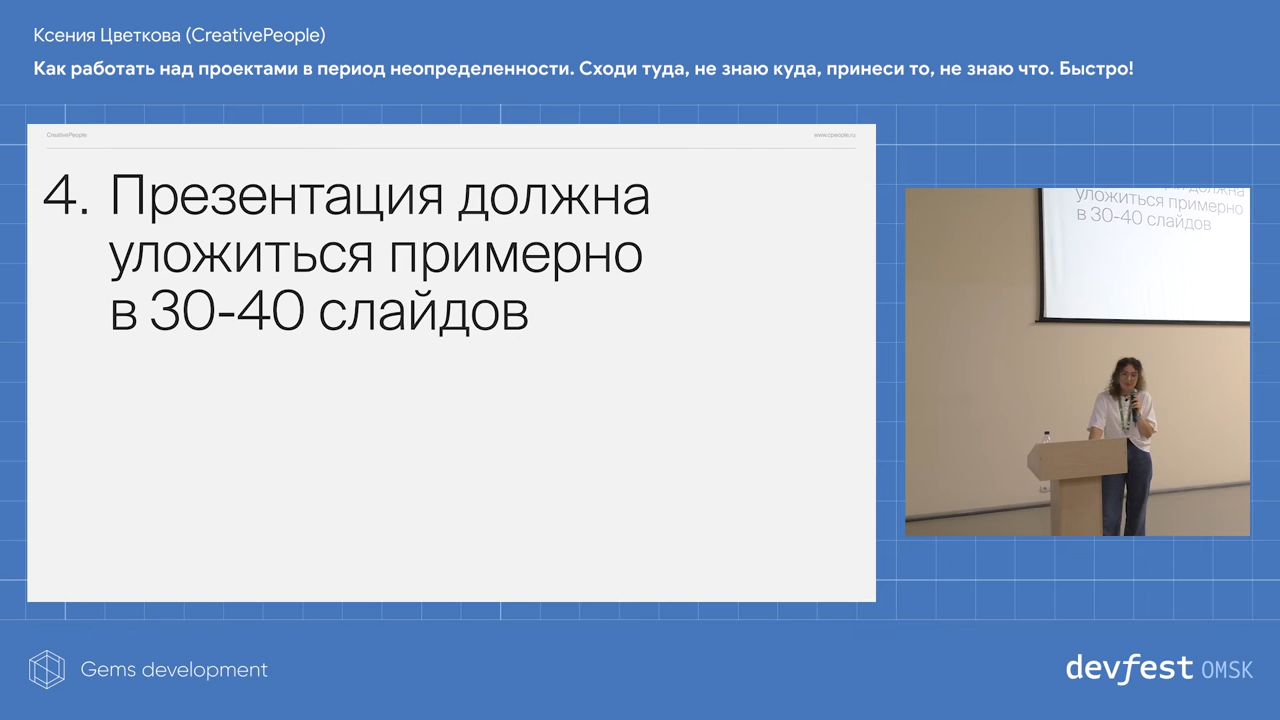 Ксения Цветкова (CreativePeople)
Как работать над проектами в период неопределенности. Сходи туда, не знаю куда, принеси то, не знаю что. Быстро!
CreativePeople
www.cpeople.ru
4. Презентация должна
уложиться примерно
в 30-40 слайдов
должна
уложиться примерно
в 30-40 слайдов
Gems development
devfest OMSK